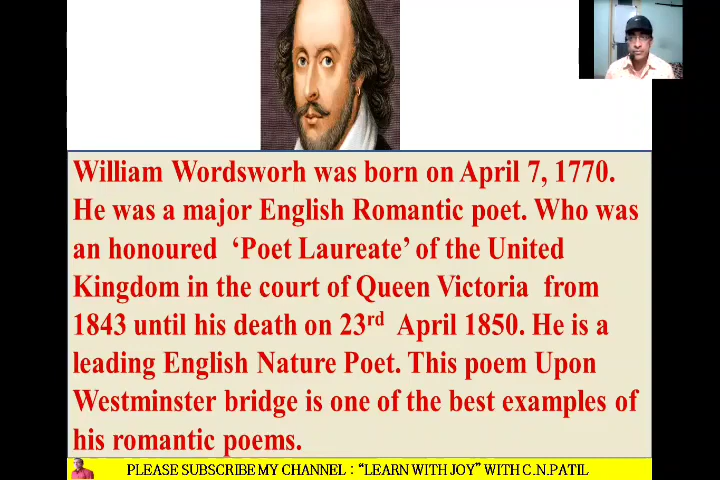 William Wordsworh was born on April 7, 1770.
He was a major English Romantic poet. Who was
an honoured ‘Poet Laureate’ of the United
Kingdom in the court of Queen Victoria from
1843 until his death on 23rd April 1850. He is a
leading English Nature Poet. This poem Upon
Westminster bridge is one of the best examples of
his romantic poems.
PLEASE SUBSCRIBE MY CHANNEL : “LEARN WITH JOY” WITH C.N.PATIL